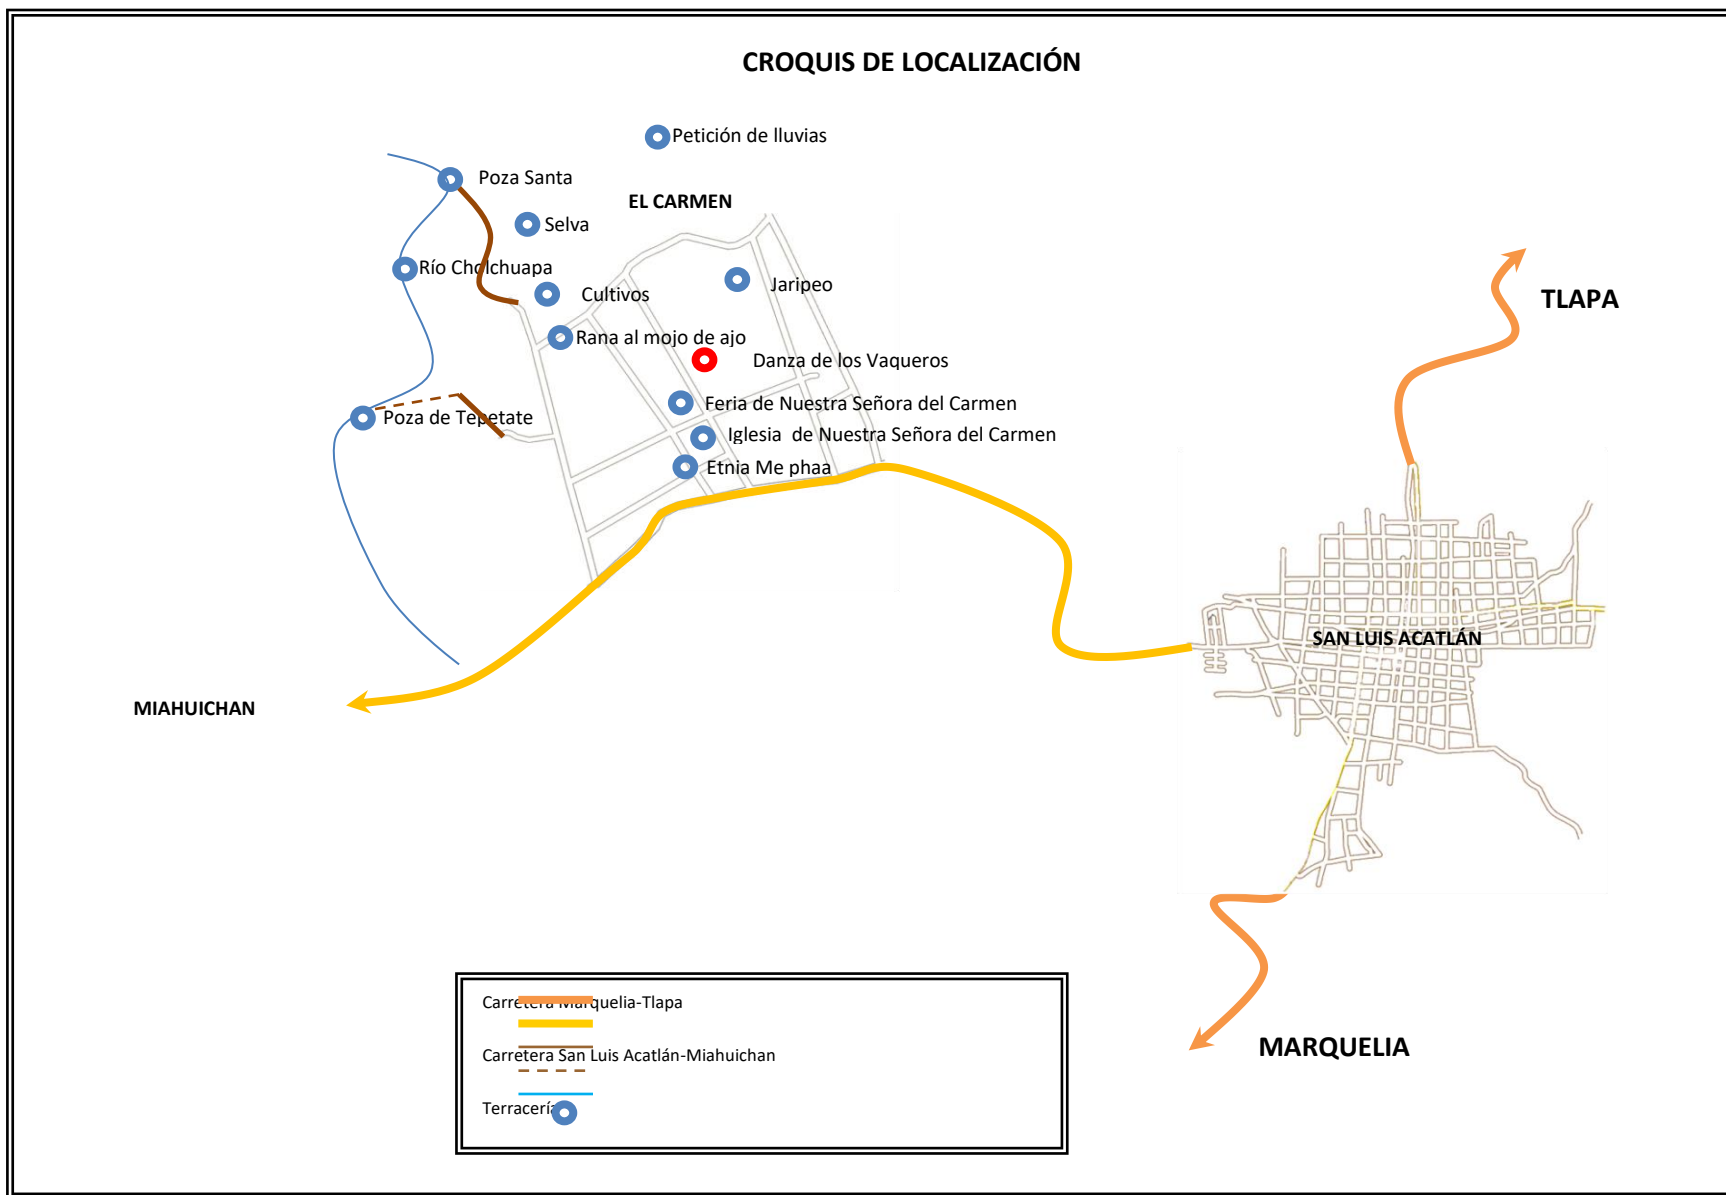 CROQUIS DE LOCALIZACIÓN
Petición de lluvias
Poza Santa
EL CARMEN
Selva
Río Cholchuapa
Cultivos
Jaripeo
TLAPA
Rana al mojo de ajo
Danza de los Vaqueros
Feria de Nuestra Señora del Carmen
Poza de Tepetate
Iglesia  de Nuestra Señora del Carmen
Etnia Me phaa
SAN LUIS ACATLÁN
MIAHUICHAN
Carretera Marquelia-Tlapa
Carretera San Luis Acatlán-Miahuichan
Terracería
MARQUELIA